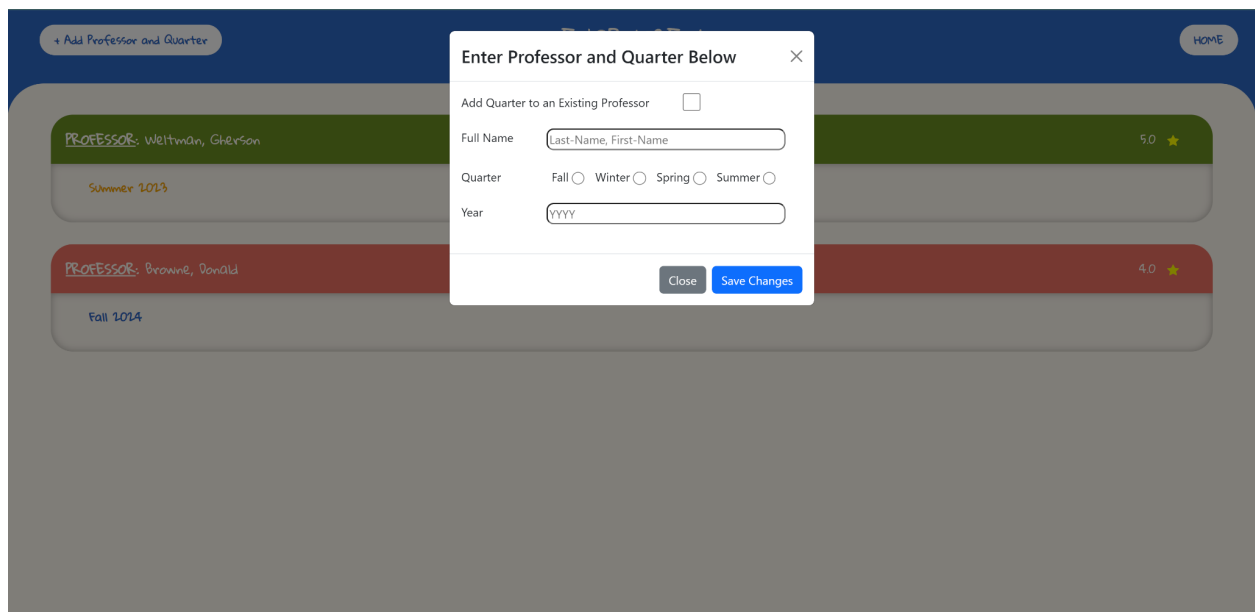 + Add Professor and Quarter
HOME
Enter Professor and Quarter Below
Add Quarter to an Existing Professor
Full Name
Last-Name, First-Name
Quarter
Fall Winter Spring Summer
Year
YYYY
Close Save Changes
PROFESSOR: Weltman, Gherson
5.0
Summer 2023
PROFESSOR: Browne, Donald
4.0
Fall 2024